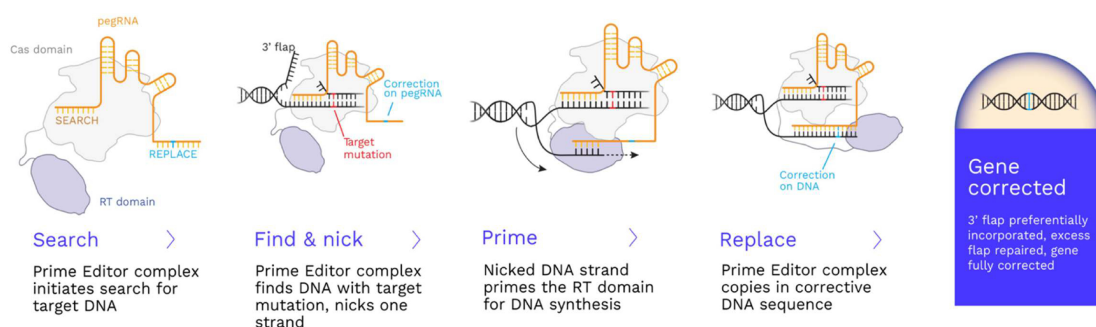 pegRNA
Cas domain
SEARCH
REPLACE
RT domain
Search
Prime Editor complex
initiates search for
target DNA
3' flap
Correction
on pegRNA
Target
mutation
Find & nick
Prime Editor complex
finds DNA with target
mutation, nicks one
strand
Prime
Nicked DNA strand
primes the RT domain
for DNA synthesis
Correction
on DNA
Replace
Prime Editor complex
copies in corrective
DNA sequence
Gene
corrected
3' flap preferentially
incorporated, excess
flap repaired, gene
fully corrected